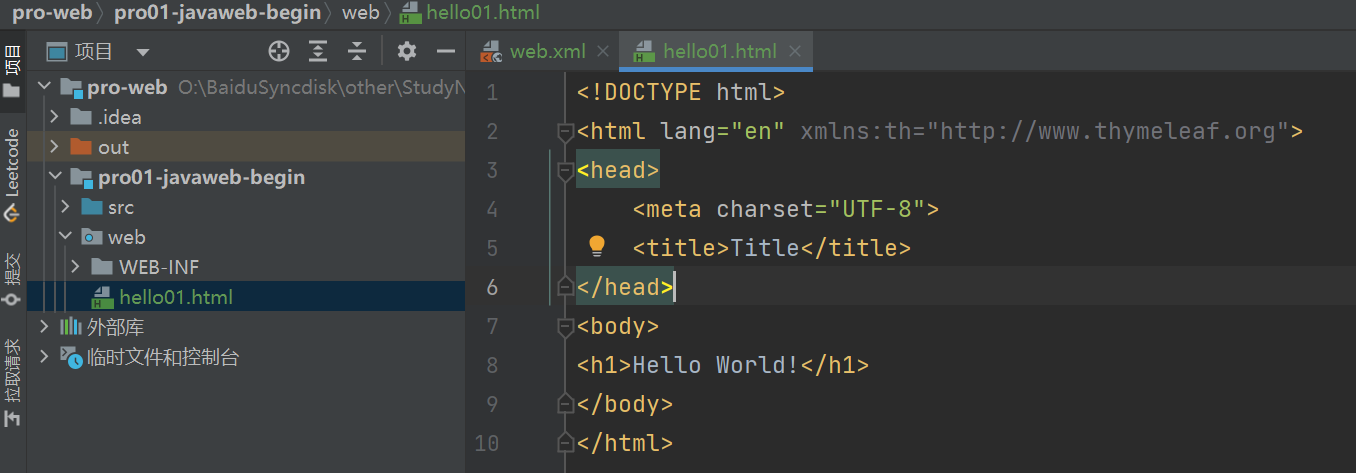 pro-web pro01-javaweb-begin web hello01.html
项目
Leetcode
提交
拉取请求
项目
pro-web O:\BaiduSyncdisk\other\StudyN
.idea
out
pro01-javaweb-begin
src
web
WEB-INF
hello01.html
外部库
临时文件和控制台
web.xml hello01.html
1 <!DOCTYPE html>
2 <html lang="en" xmlns:th="http://www.thymeleaf.org">
3 <head>
4 <meta charset="UTF-8">
5 <title>Title</title>
6 </head>
7 <body>
8 <h1>Hello World!</h1>
9 </body>
10 </html>